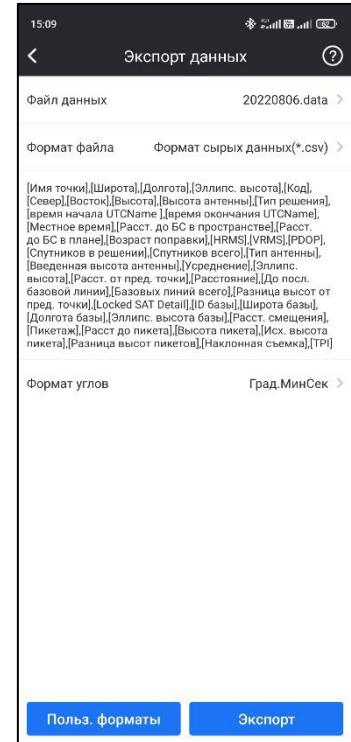 15:09
Экспорт данных
Файл данных 20220806.data
Формат файла Формат сырых данных(*.csv)
[Имя точки],[Широта],[Долгота],[Эллипс. высота],[Код],
[Север],[Восток],[Высота],[Высота антенны],[Тип решения],
[время начала UTCName ],[время окончания UTCName],
[Местное время],[Расст. до БС в пространстве],[Расст.
до БС в плане],[Возраст поправки],[HRMS],[VRMS],[PDOP],
[Спутников в решении],[Спутников всего],[Тип антенны],
[Введенная высота антенны],[Усреднение],[Эллипс.
высота],[Расст. от пред. точки],[Расстояние],[До посл.
базовой линии],[Базовых линий всего],[Разница высот от
пред. точки],[Locked SAT Detail],[ID базы],[Широта базы],
[Долгота базы],[Эллипс. высота базы],[Расст. смещения],
[Пикетаж],[Расст до пикета],[Высота пикета],[Исх. высота
пикета],[Разница высот пикетов],[Наклонная съемка],[TPI]
Формат углов Град.МинСек
Польз. форматы Экспорт